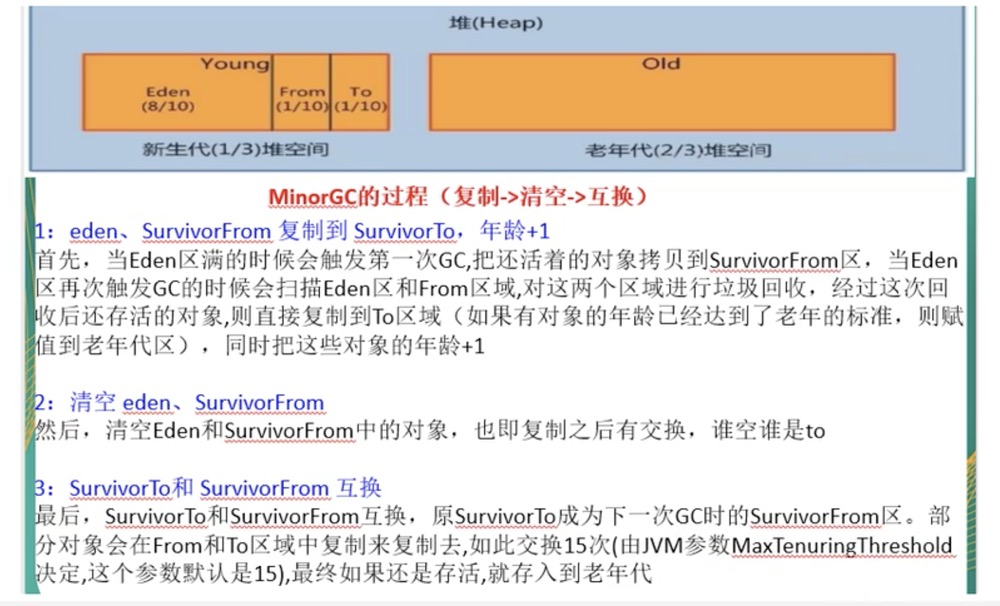 堆(Heap)
Young
Old
Eden
(8/10)
From
(1/10)
To
(1/10)
新生代(1/3)堆空间
老年代(2/3)堆空间
MinorGC的过程（复制->清空->互换）
1：eden、SurvivorFrom 复制到 SurvivorTo，年龄+1
首先，当Eden区满的时候会触发第一次GC,把还活着的对象拷贝到SurvivorFrom区，当Eden
区再次触发GC的时候会扫描Eden区和From区域,对这两个区域进行垃圾回收，经过这次回
收后还存活的对象,则直接复制到To区域（如果有对象的年龄已经达到了老年的标准，则赋
值到老年代区），同时把这些对象的年龄+1
2：清空 eden、SurvivorFrom
然后，清空Eden和SurvivorFrom中的对象，也即复制之后有交换，谁空谁是to
3：SurvivorTo和 SurvivorFrom 互换
最后，SurvivorTo和SurvivorFrom互换，原SurvivorTo成为下一次GC时的SurvivorFrom区。部
分对象会在From和To区域中复制来复制去,如此交换15次(由JVM参数MaxTenuringThreshold
决定,这个参数默认是15),最终如果还是存活,就存入到老年代